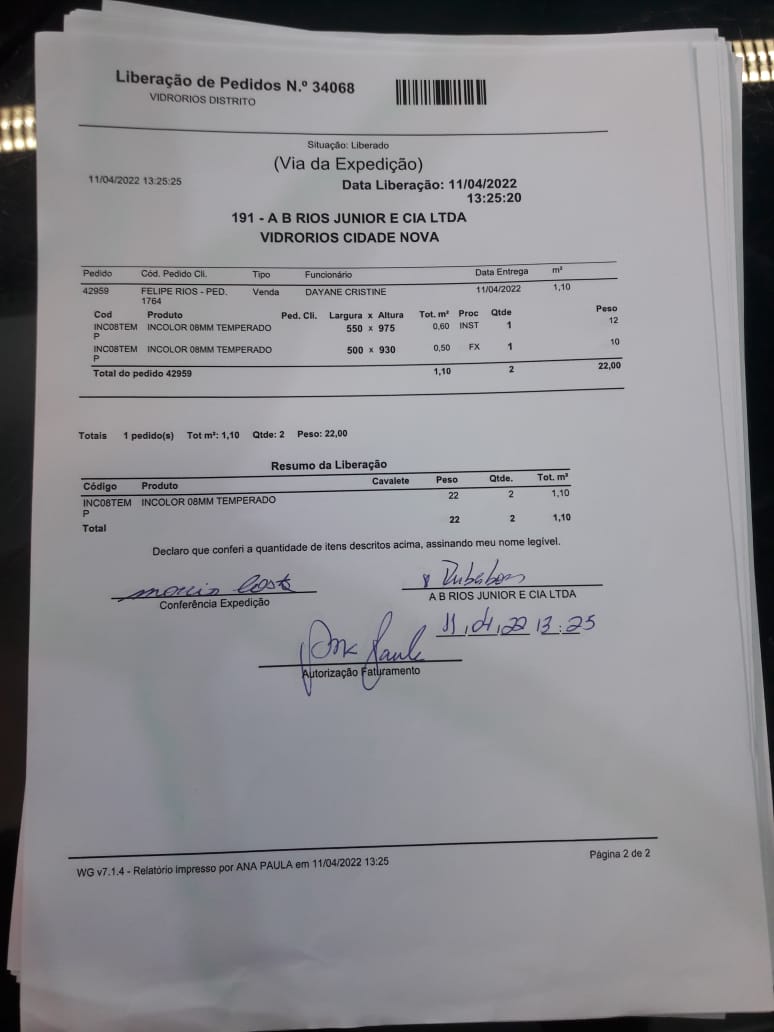 Liberação de Pedidos N.º 34068
VIDRORIOS DISTRITO
Situação: Liberado
(Via da Expedição)
11/04/2022 13:25:25
Data Liberação: 11/04/2022
13:25:20
191 - A B RIOS JUNIOR E CIA LTDA
VIDRORIOS CIDADE NOVA
Pedido Cód. Pedido Cli. Tipo Funcionário Data Entrega m²
42959 FELIPE RIOS - PED. 1764 Venda DAYANE CRISTINE 11/04/2022 1,10
Cod Produto Ped. Cli. Largura x Altura Tot. m² Proc Qtde Peso
INC08TEMP INCOLOR 08MM TEMPERADO 550 x 975 0,60 INST 1 12
INC08TEMP INCOLOR 08MM TEMPERADO 500 x 930 0,50 FX 1 10
Total do pedido 42959 1,10 2 22,00
Totais 1 pedido(s) Tot m²: 1,10 Qtde: 2 Peso: 22,00
Resumo da Liberação
Código Produto Cavalete Peso Qtde. Tot. m²
INC08TEMP INCOLOR 08MM TEMPERADO 22 2 1,10
Total 22 2 1,10
Declaro que conferi a quantidade de itens descritos acima, assinando meu nome legível.
Conferência Expedição
A B RIOS JUNIOR E CIA LTDA
11,04,22 13:25
Ana Paula
Autorização Faturamento
WG v7.1.4 - Relatório impresso por ANA PAULA em 11/04/2022 13:25
Página 2 de 2